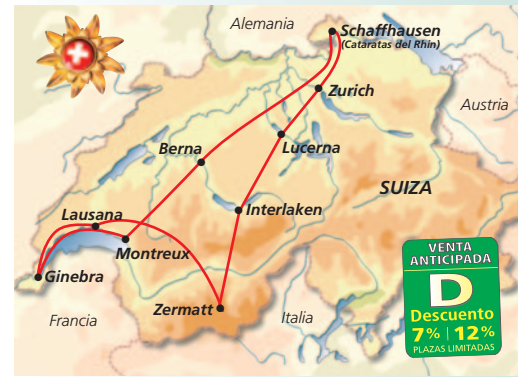 Alemania
Schaffhausen
(Cataratas del Rhin)
Zurich
Austria
Berna
Lucerna
SUIZA
Lausana
Interlaken
Montreux
Ginebra
Zermatt
Italia
Francia
VENTA
ANTICIPADA
D
Descuento
7% | 12%
PLAZAS LIMITADAS